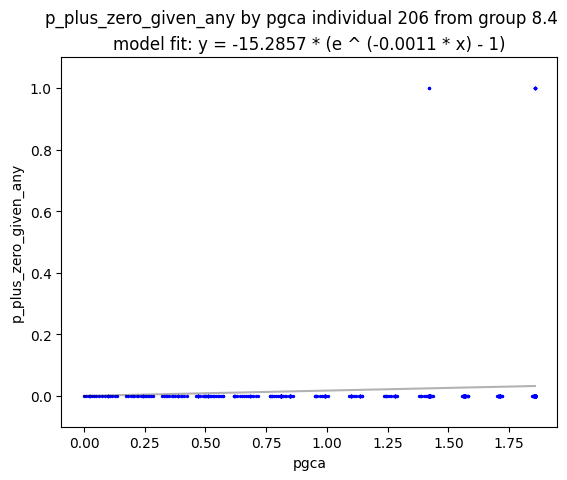 p_plus_zero_given_any by pgca individual 206 from group 8.4
model fit: y = -15.2857 * (e ^ (-0.0011 * x) - 1)
1.0
0.8
0.6
0.4
0.2
0.0
p_plus_zero_given_any
0.00 0.25 0.50 0.75 1.00 1.25 1.50 1.75
pgca